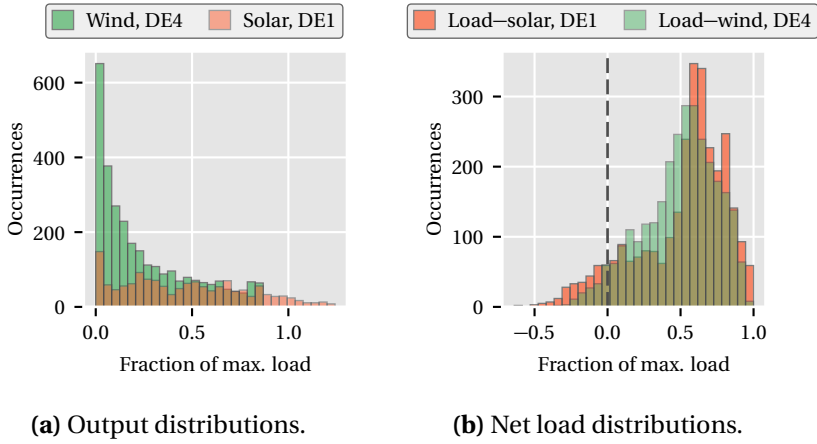 Wind, DE4 Solar, DE1
Load—solar, DE1 Load—wind, DE4
600
400
200
0
Occurrences
0.0 0.5 1.0
Fraction of max. load
300
200
100
0
Occurrences
−0.5 0.0 0.5 1.0
Fraction of max. load
(a) Output distributions.
(b) Net load distributions.